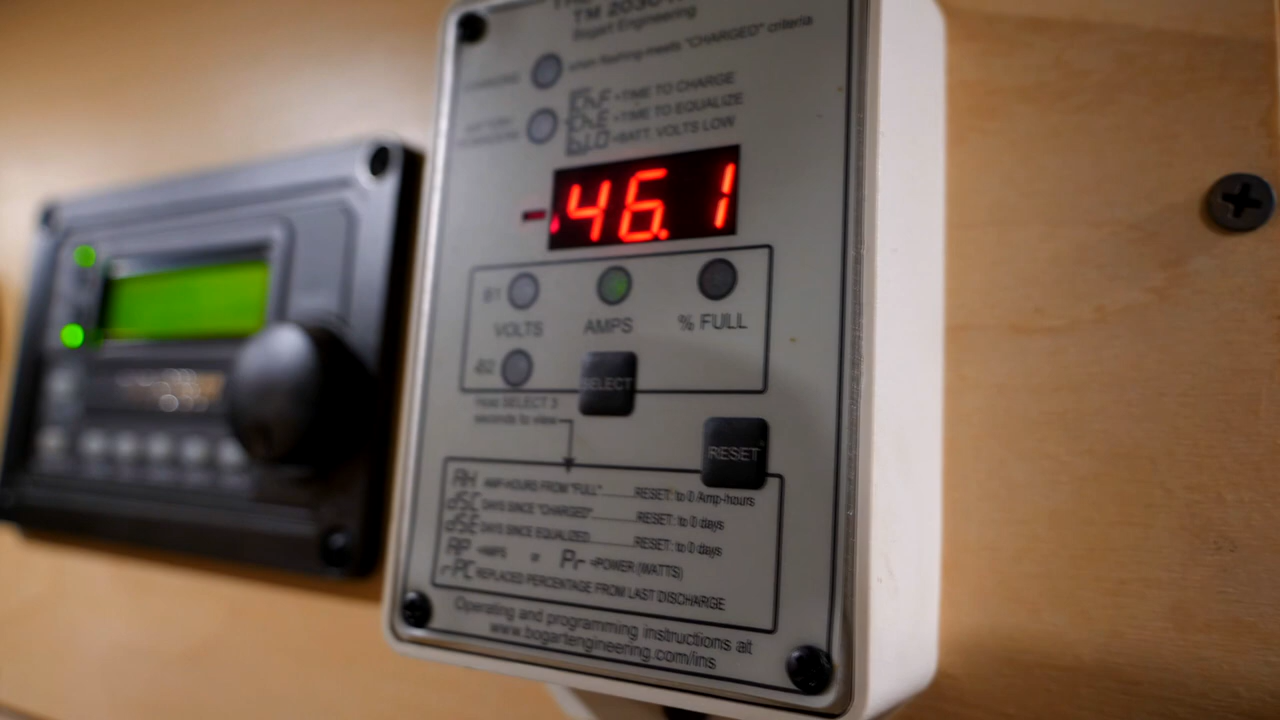 TM 2030
Bogart Engineering
when flashing-meets "CHARGED" criteria
CHARGING
=TIME TO CHARGE
=TIME TO EQUALIZE
bLO =BATT. VOLTS LOW
-46.1
B1
VOLTS
AMPS
% FULL
B2
SELECT
Hold SELECT 3
seconds to view
RESET
AH AMP-HOURS FROM "FULL".........RESET: to 0 Amp-hours
dSC DAYS SINCE "CHARGED"...............RESET: to 0 days
dSE DAYS SINCE EQUALIZED.............RESET: to 0 days
AP =AMPS = Pr =POWER (WATTS)
rPC REPLACED PERCENTAGE FROM LAST DISCHARGE
Operating and programming instructions at
www.bogartengineering.com/ins